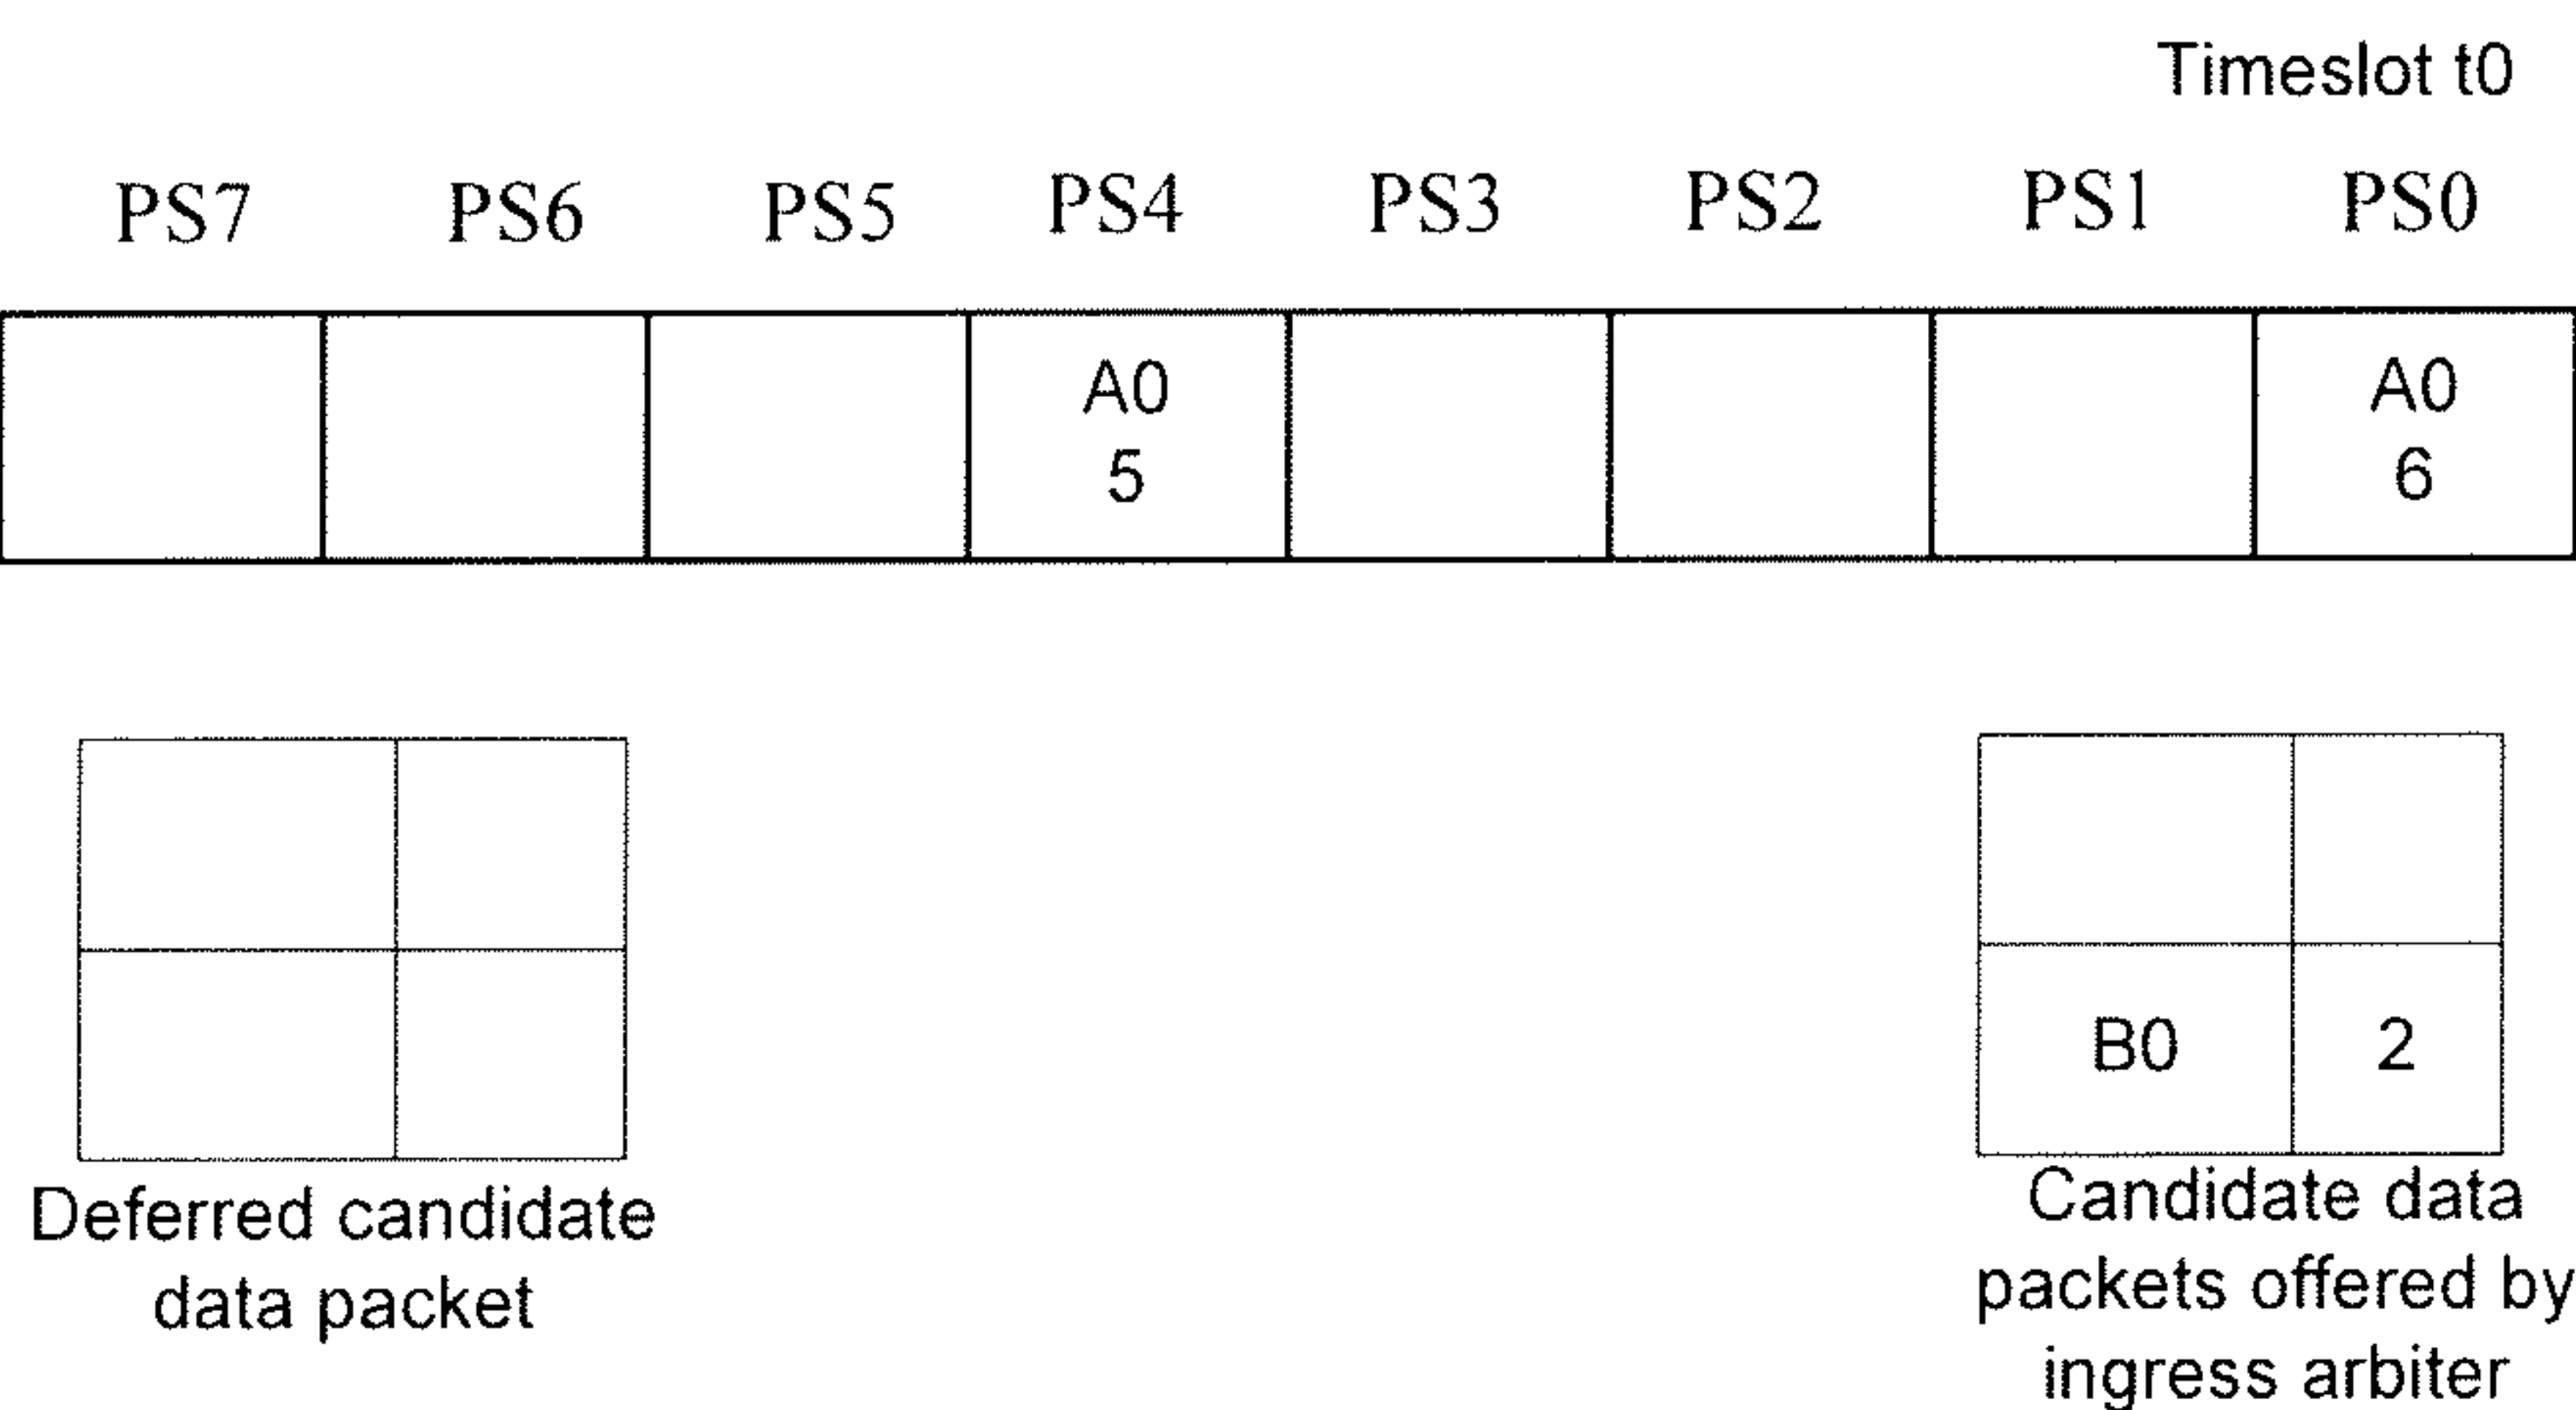 Timeslot t0
PS7 PS6 PS5 PS4 PS3 PS2 PS1 PS0
A0 A0
5 6
B0 2
Deferred candidate
data packet
Candidate data
packets offered by
ingress arbiter